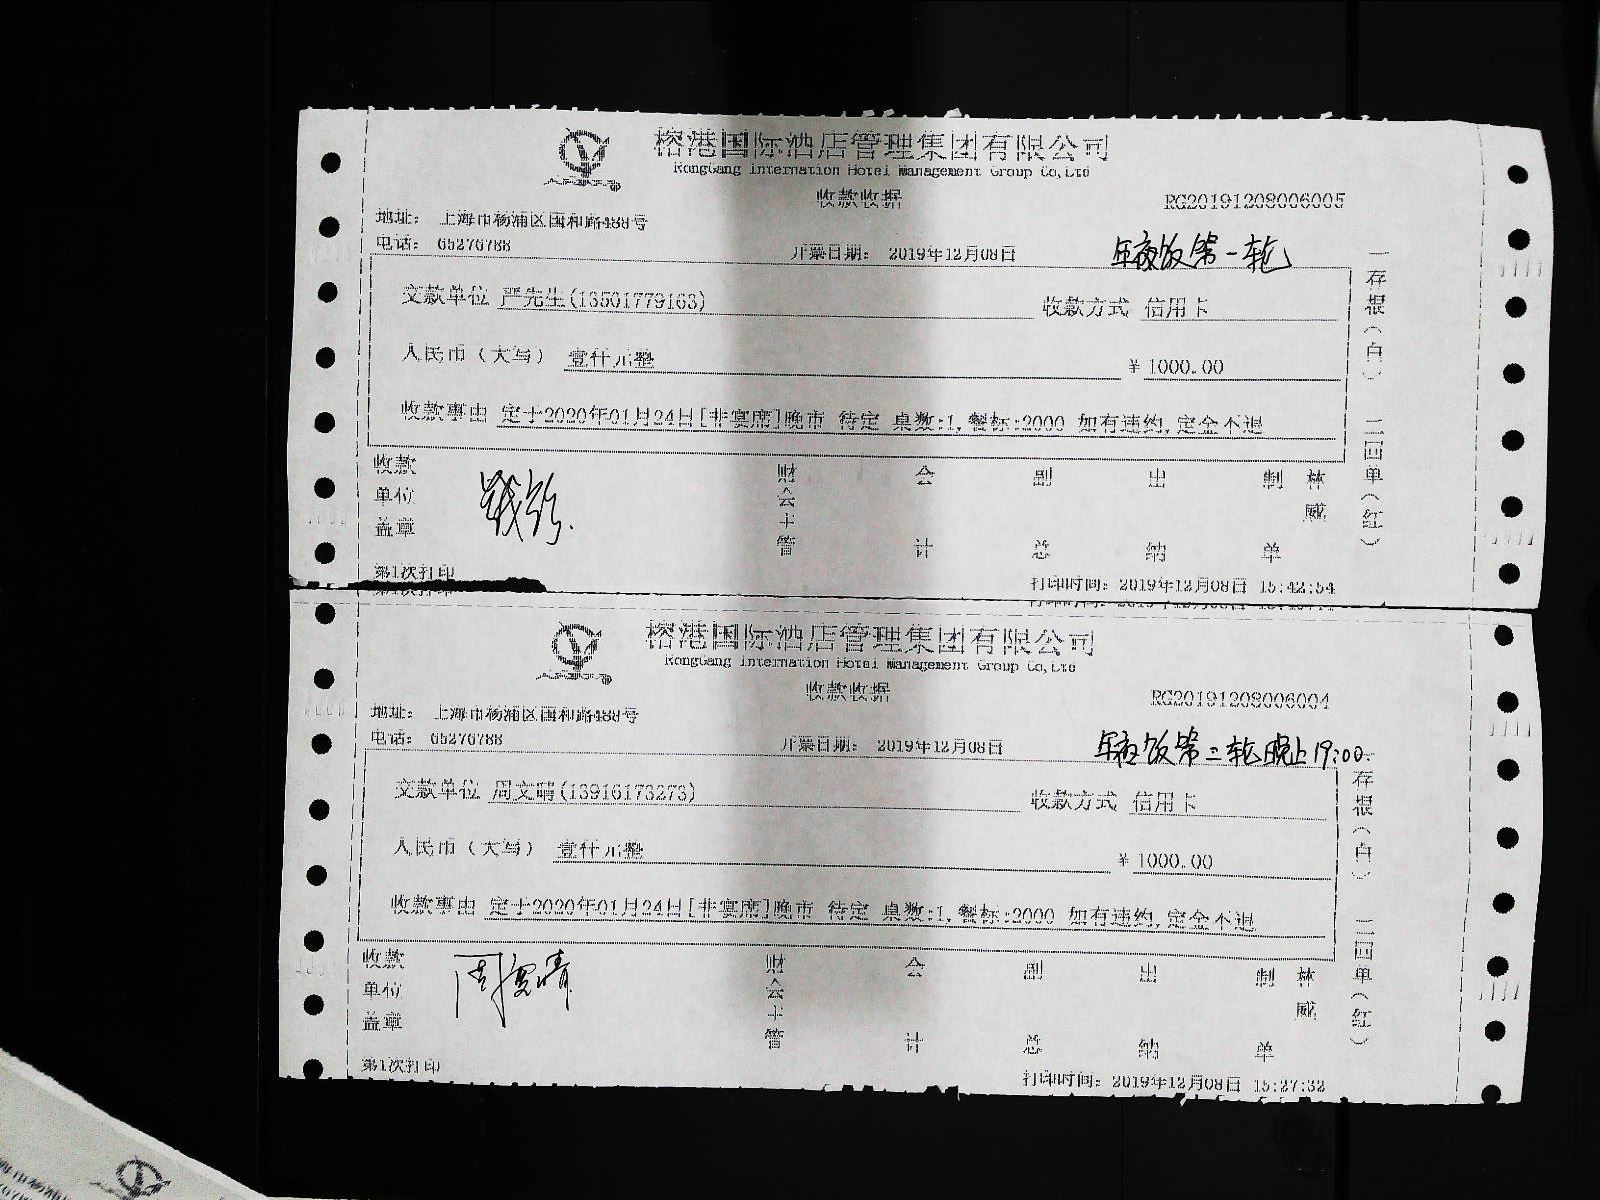 榕港国际酒店管理集团有限公司
RongGang Internation Hotel Management Group Co,Ltd
收款收据
RG20191208006005
地址： 上海市杨浦区国和路488号
电话： 65276788
开票日期： 2019年12月08日
年夜饭第一轮
交款单位 严先生(13501779163)
收款方式 信用卡
人民币（大写） 壹仟元整
￥1000.00
收款事由 定于2020年01月24日[非宴席]晚市 待定 桌数:1,餐标:2000 如有违约,定金不退
一存根（白） 二回单（红）
收款单位盖章
财会主管
会计
副总
出纳
制单
林威
第1次打印
打印时间： 2019年12月08日 15:42:54
榕港国际酒店管理集团有限公司
RongGang Internation Hotel Management Group Co,Ltd
收款收据
RG20191208006004
地址： 上海市杨浦区国和路488号
电话： 65276788
开票日期： 2019年12月08日
年夜饭第二轮晚上19:00
交款单位 周文晴(13916173273)
收款方式 信用卡
人民币（大写） 壹仟元整
￥1000.00
收款事由 定于2020年01月24日[非宴席]晚市 待定 桌数:1,餐标:2000 如有违约,定金不退
一存根（白） 二回单（红）
收款单位盖章
周文晴
财会主管
会计
副总
出纳
制单
林威
第1次打印
打印时间： 2019年12月08日 15:27:32